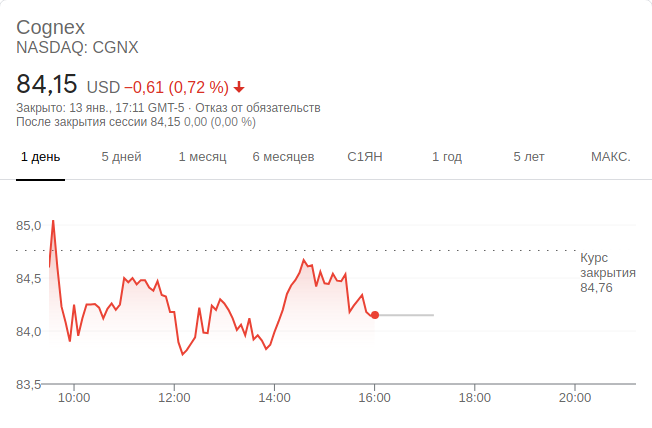 Cognex
NASDAQ: CGNX
84,15 USD −0,61 (0,72 %)
Закрыто: 13 янв., 17:11 GMT-5 · Отказ от обязательств
После закрытия сессии 84,15 0,00 (0,00 %)
1 день 5 дней 1 месяц 6 месяцев С1ЯН 1 год 5 лет МАКС.
85,0
Курс
закрытия
84,5
84,76
84,0
83,5
10:00 12:00 14:00 16:00 18:00 20:00